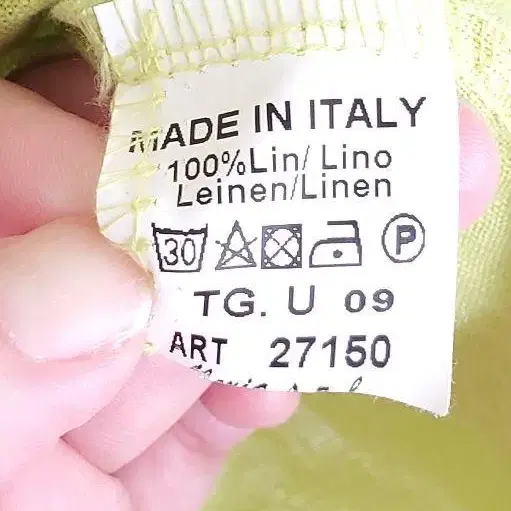 MADE IN ITALY
100%Lin/ Lino
Leinen/Linen
30 P
TG. U 09
ART 27150